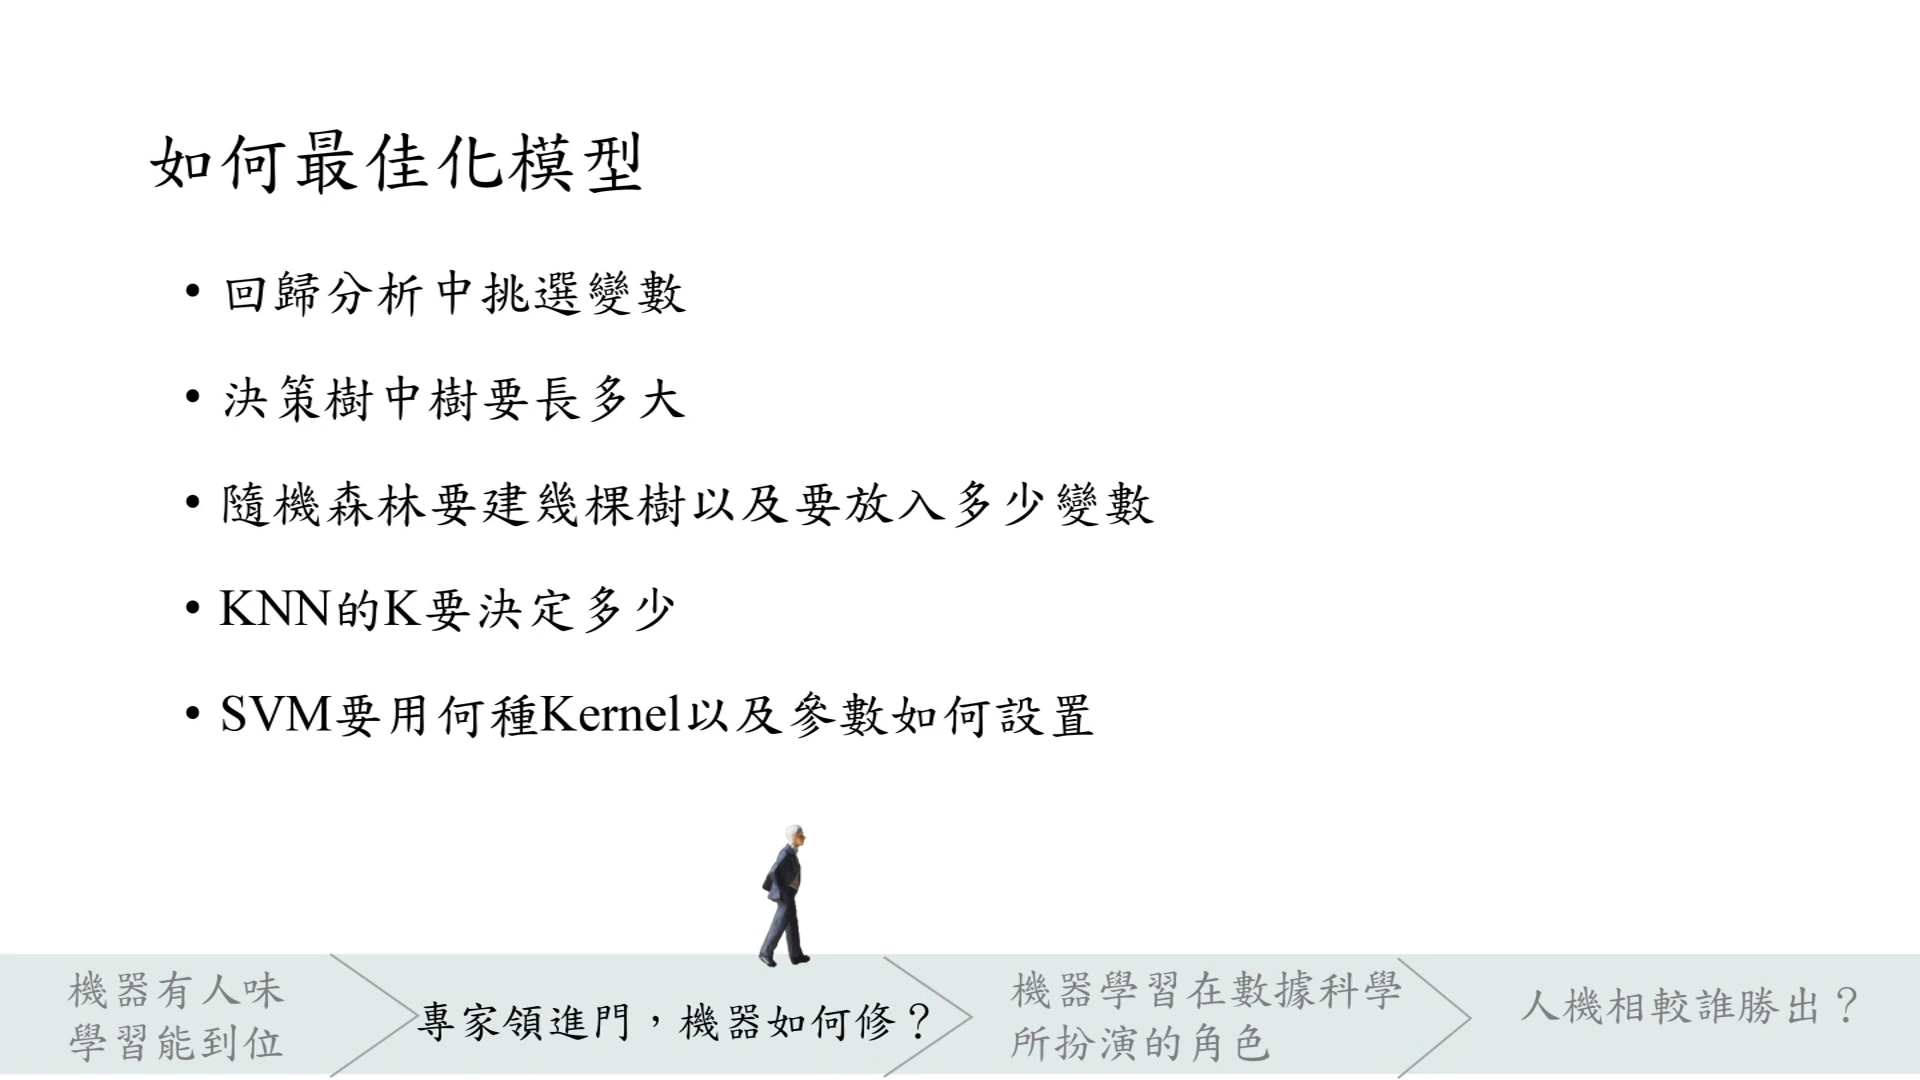 如何最佳化模型
• 回歸分析中挑選變數
• 決策樹中樹要長多大
• 隨機森林要建幾棵樹以及要放入多少變數
• KNN的K要決定多少
• SVM要用何種Kernel以及參數如何設置
機器有人味
學習能到位
專家領進門，機器如何修？
機器學習在數據科學
所扮演的角色
人機相較誰勝出？